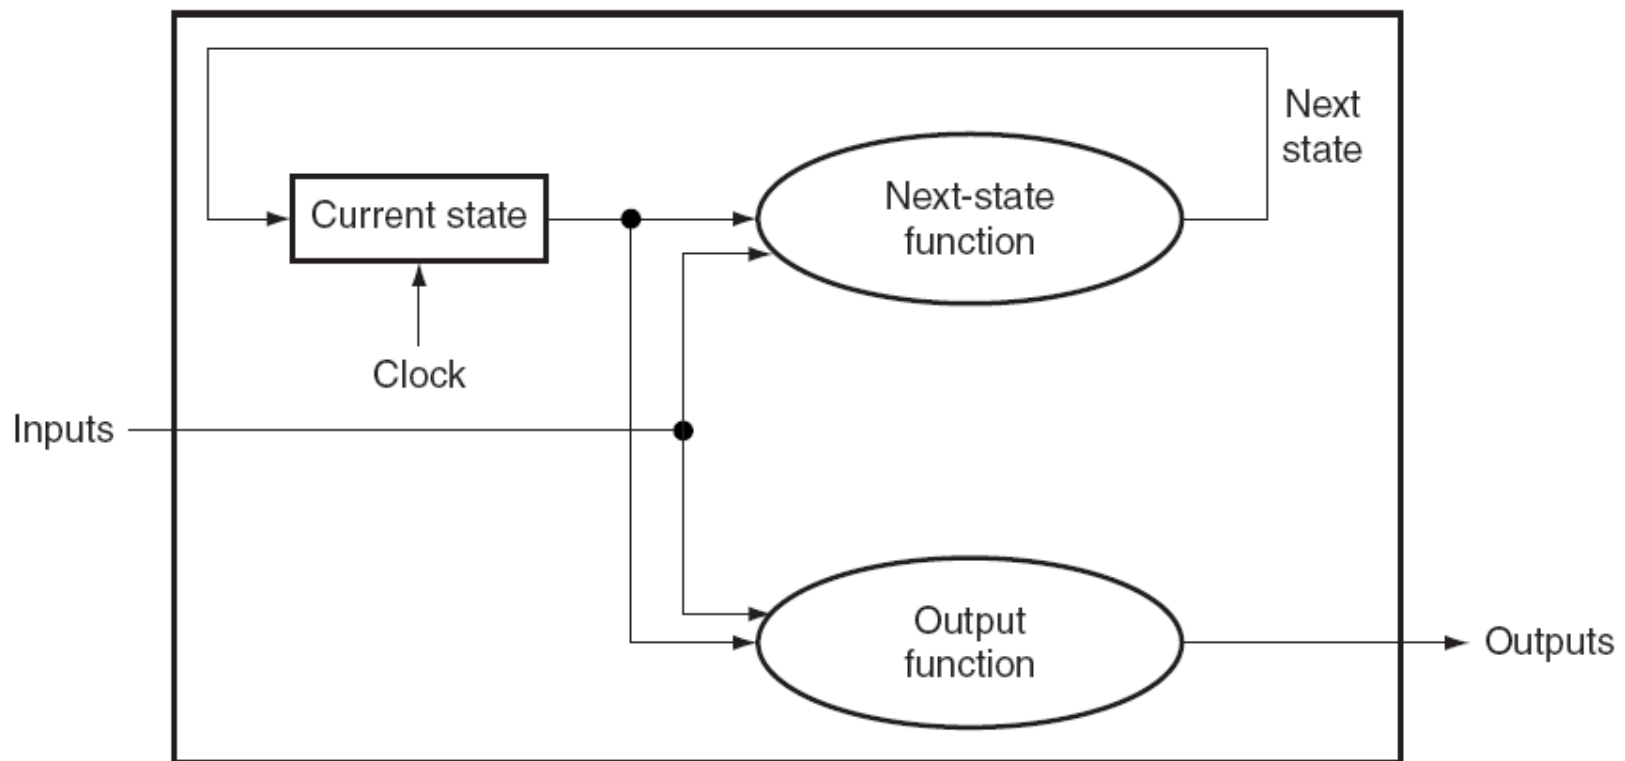 Next
state
Current state
Next-state
function
Clock
Inputs
Output
function
Outputs